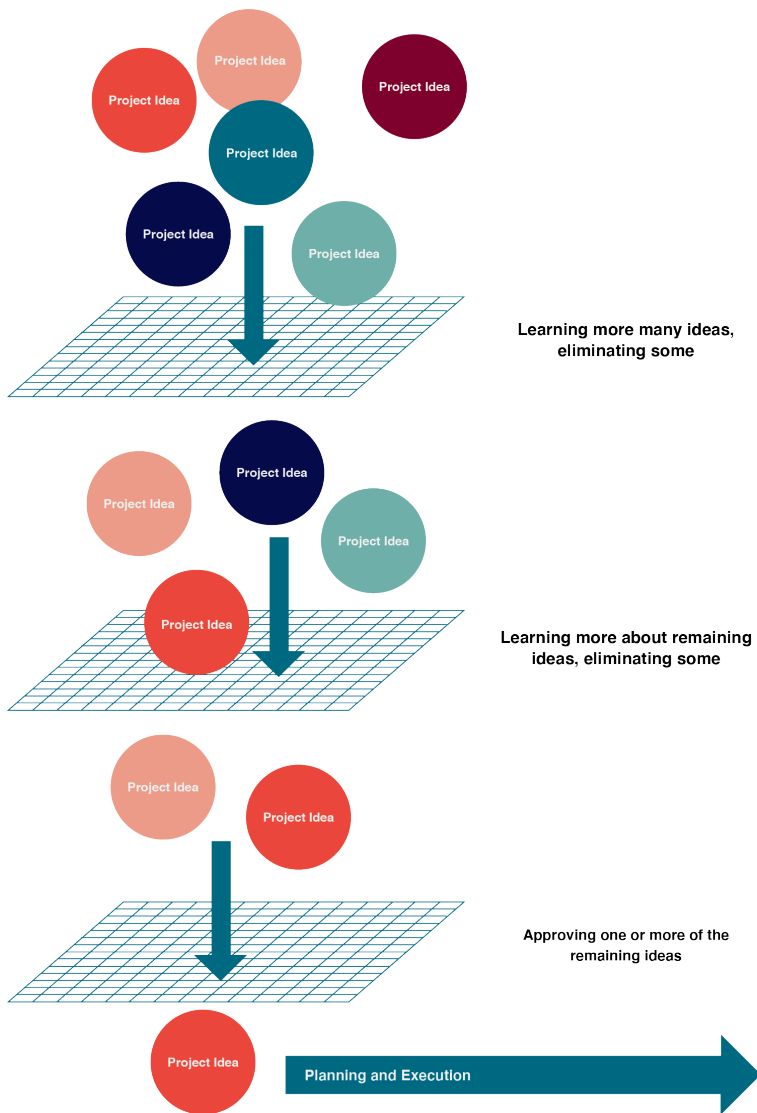 Project Idea
Project Idea
Project Idea
Project Idea
Project Idea
Project Idea
Learning more many ideas,
eliminating some
Project Idea
Project Idea
Project Idea
Project Idea
Learning more about remaining
ideas, eliminating some
Project Idea
Project Idea
Approving one or more of the
remaining ideas
Project Idea
Planning and Execution